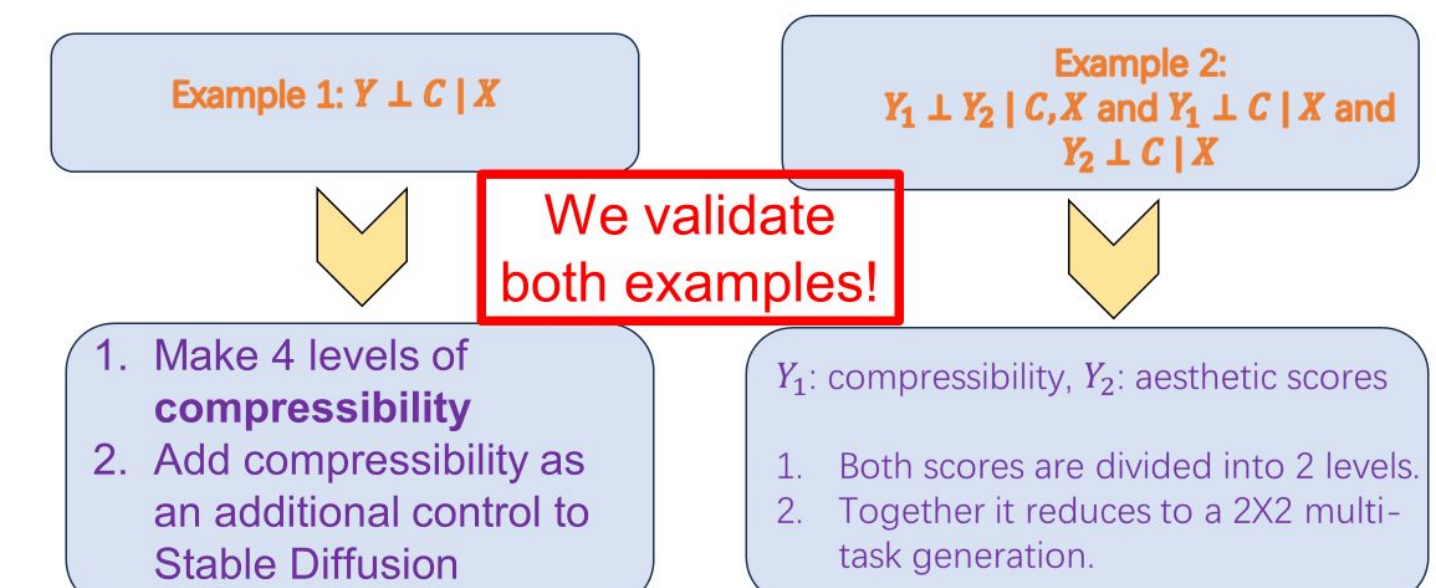 Example 1: Y ⊥ C | X
Example 2:
Y₁ ⊥ Y₂ | C, X and Y₁ ⊥ C | X and
Y₂ ⊥ C | X
We validate
both examples!
1. Make 4 levels of
compressibility
2. Add compressibility as
an additional control to
Stable Diffusion
Y₁: compressibility, Y₂: aesthetic scores
1. Both scores are divided into 2 levels.
2. Together it reduces to a 2X2 multi-
task generation.